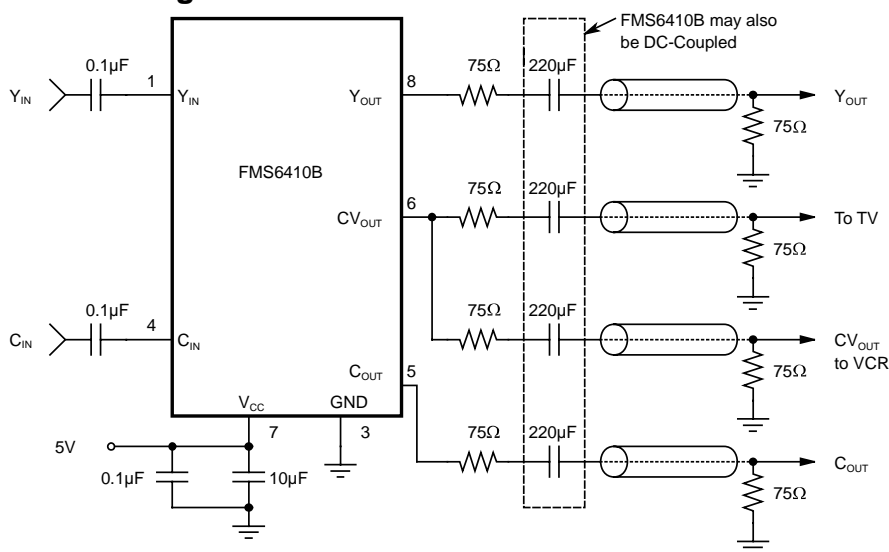 FMS6410B may also
be DC-Coupled
0.1µF
1
Y_IN
Y_IN
Y_OUT
8
75Ω
220µF
Y_OUT
75Ω
FMS6410B
CV_OUT
6
75Ω
220µF
To TV
75Ω
0.1µF
4
C_IN
C_IN
75Ω
220µF
CV_OUT
to VCR
75Ω
C_OUT
5
V_CC
GND
7
3
75Ω
220µF
C_OUT
75Ω
5V
0.1µF
10µF